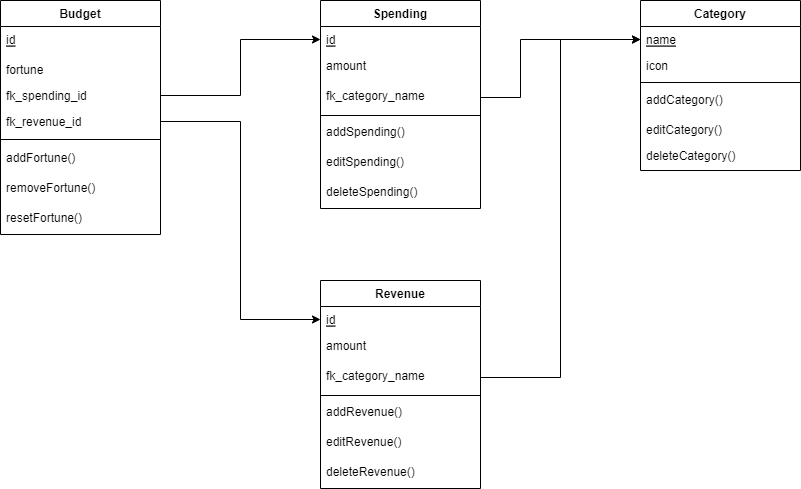 Budget
id
fortune
fk_spending_id
fk_revenue_id
addFortune()
removeFortune()
resetFortune()
Spending
id
amount
fk_category_name
addSpending()
editSpending()
deleteSpending()
Category
name
icon
addCategory()
editCategory()
deleteCategory()
Revenue
id
amount
fk_category_name
addRevenue()
editRevenue()
deleteRevenue()